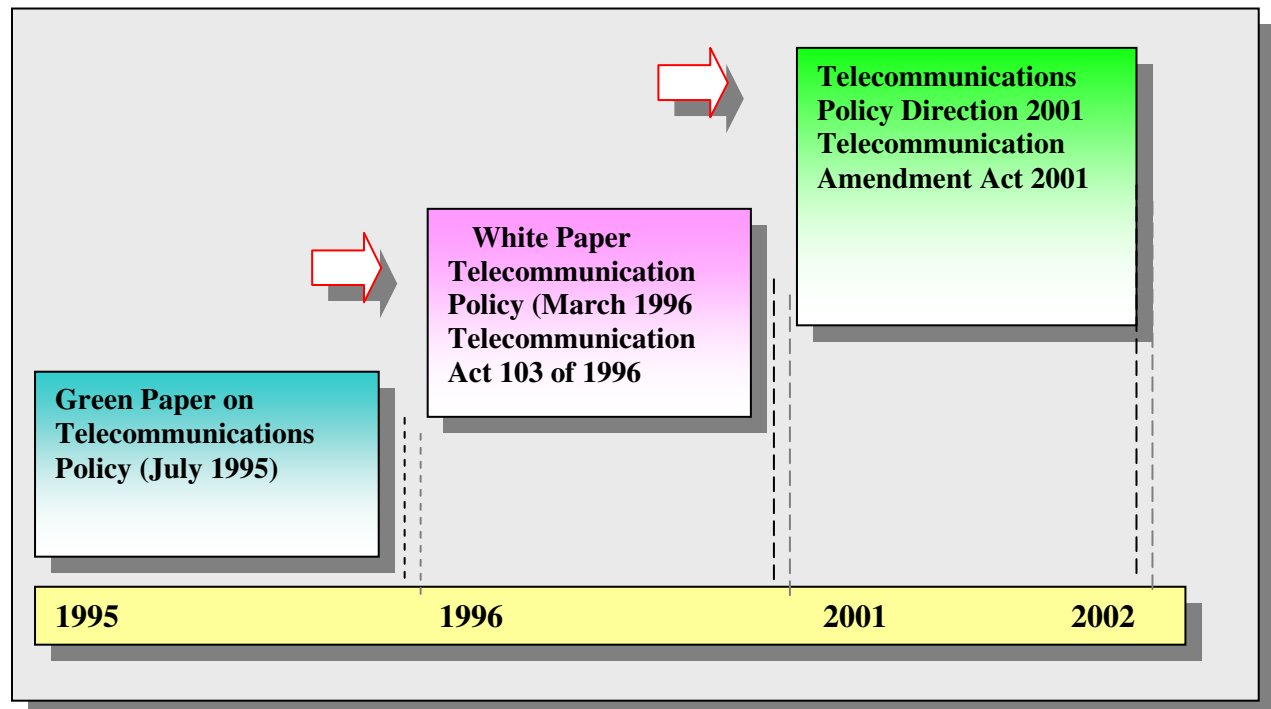 Telecommunications
Policy Direction 2001
Telecommunication
Amendment Act 2001
White Paper
Telecommunication
Policy (March 1996
Telecommunication
Act 103 of 1996
Green Paper on
Telecommunications
Policy (July 1995)
1995 1996 2001 2002